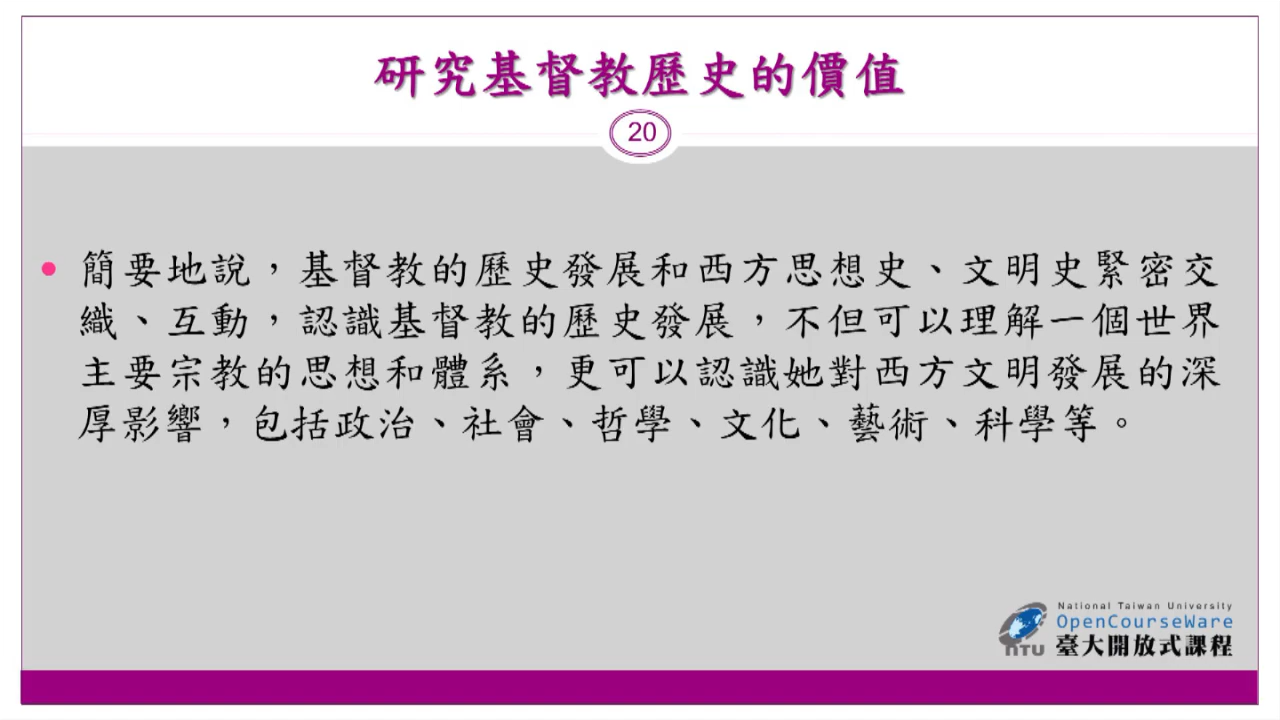 研究基督教歷史的價值
20
• 簡要地說，基督教的歷史發展和西方思想史、文明史緊密交
織、互動，認識基督教的歷史發展，不但可以理解一個世界
主要宗教的思想和體系，更可以認識她對西方文明發展的深
厚影響，包括政治、社會、哲學、文化、藝術、科學等。
National Taiwan University
OpenCourseWare
NTU 臺大開放式課程